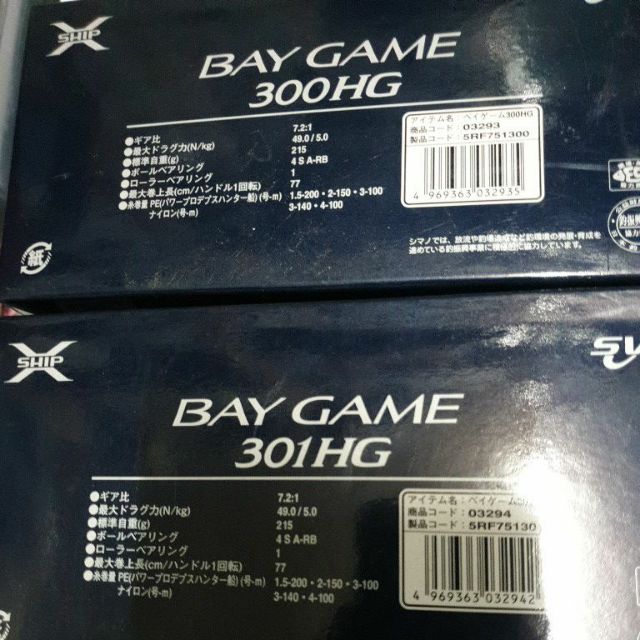 X
SHIP
BAY GAME
300HG
●ギア比 7.2:1
●最大ドラグ力(N/kg) 49.0/5.0
●標準自重(g) 215
●ボールベアリング 4 S A-RB
●ローラーベアリング 1
●最大巻上長(cm/ハンドル1回転) 77
●糸巻量 PE(パワープロデプスハンター船) (号-m) 1.5-200・2-150・3-100
ナイロン(号-m) 3-140・4-100
アイテム名: ベイゲーム300HG
商品コード: 03293
製品コード: 5RF751300
4 969363 032935
シマノでは、
紙
X
SHIP
SV
BAY GAME
301HG
●ギア比 7.2:1
●最大ドラグ力(N/kg) 49.0/5.0
●標準自重(g) 215
●ボールベアリング 4 S A-RB
●ローラーベアリング 1
●最大巻上長(cm/ハンドル1回転) 77
●糸巻量 PE(パワープロデプスハンター船) (号-m) 1.5-200・2-150・3-100
ナイロン(号-m) 3-140・4-100
アイテム名: ベイゲーム
商品コード: 03294
製品コード: 5RF75130
4 969363 032942